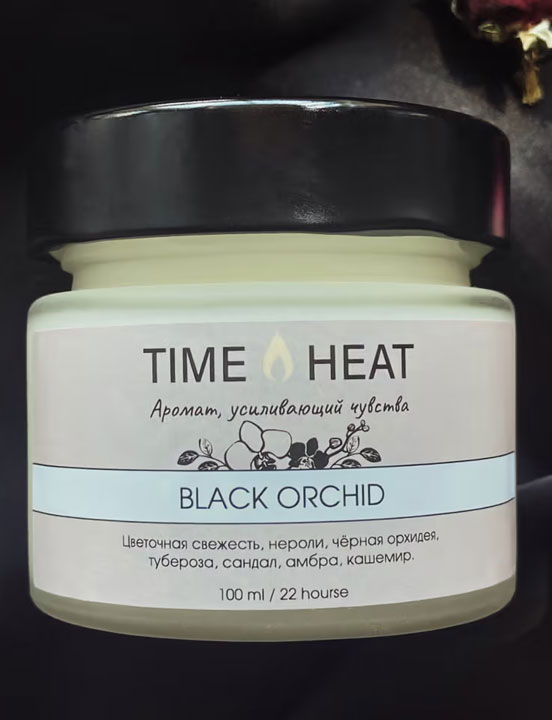 TIME HEAT
Аромат, усиливающий чувства
BLACK ORCHID
Цветочная свежесть, нероли, чёрная орхидея,
тубероза, сандал, амбра, кашемир.
100 ml / 22 hourse